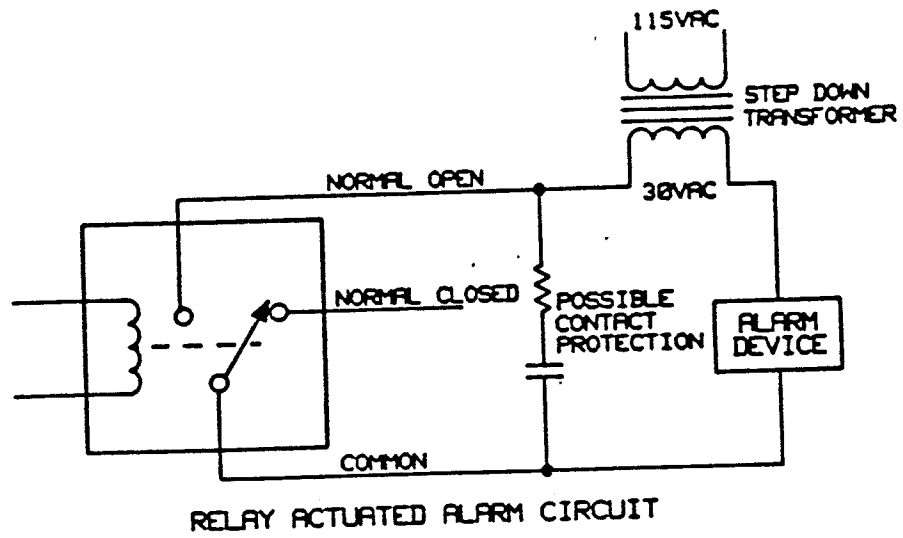 115VAC
STEP DOWN
TRANSFORMER
NORMAL OPEN
30VAC
NORMAL CLOSED
POSSIBLE
CONTACT
PROTECTION
ALARM
DEVICE
COMMON
RELAY ACTUATED ALARM CIRCUIT